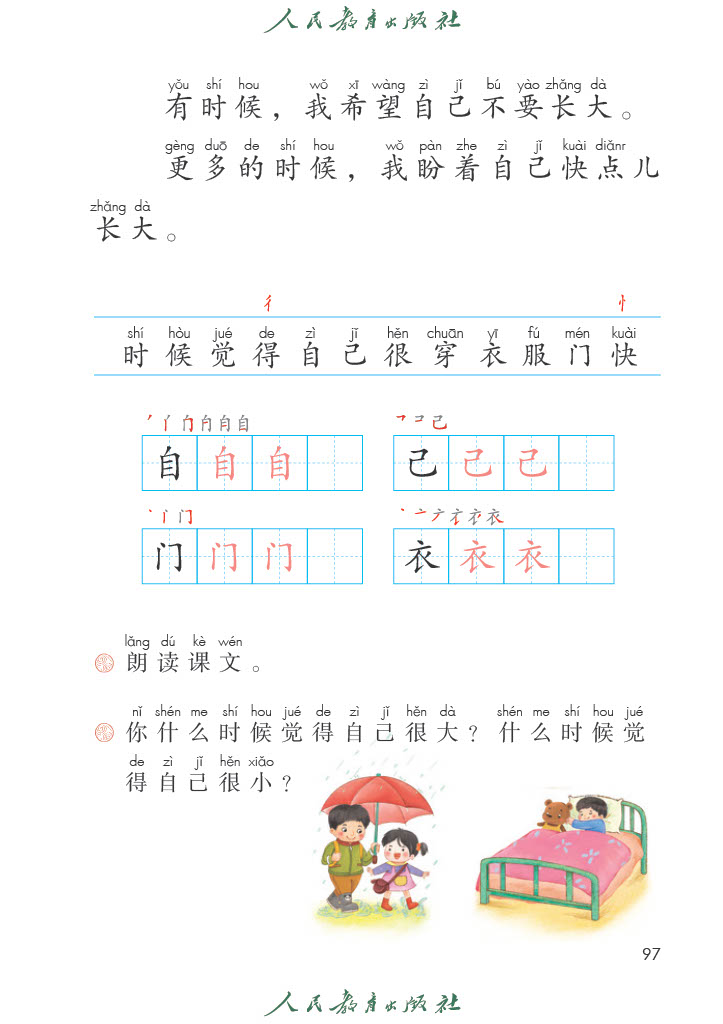 人民教育出版社
yǒu shí hou wǒ xī wàng zì jǐ bú yào zhǎng dà
有时候，我希望自己不要长大。
gèng duō de shí hou wǒ pàn zhe zì jǐ kuài diǎnr
更多的时候，我盼着自己快点儿
zhǎng dà
长大。
彳 忄
shí hòu jué de zì jǐ hěn chuān yī fú mén kuài
时候觉得自己很穿衣服门快
自 自 自 己 己 己
门 门 门 衣 衣 衣
lǎng dú kè wén
朗读课文。
nǐ shén me shí hou jué de zì jǐ hěn dà shén me shí hou jué
你什么时候觉得自己很大？什么时候觉
de zì jǐ hěn xiǎo
得自己很小？
97
人民教育出版社